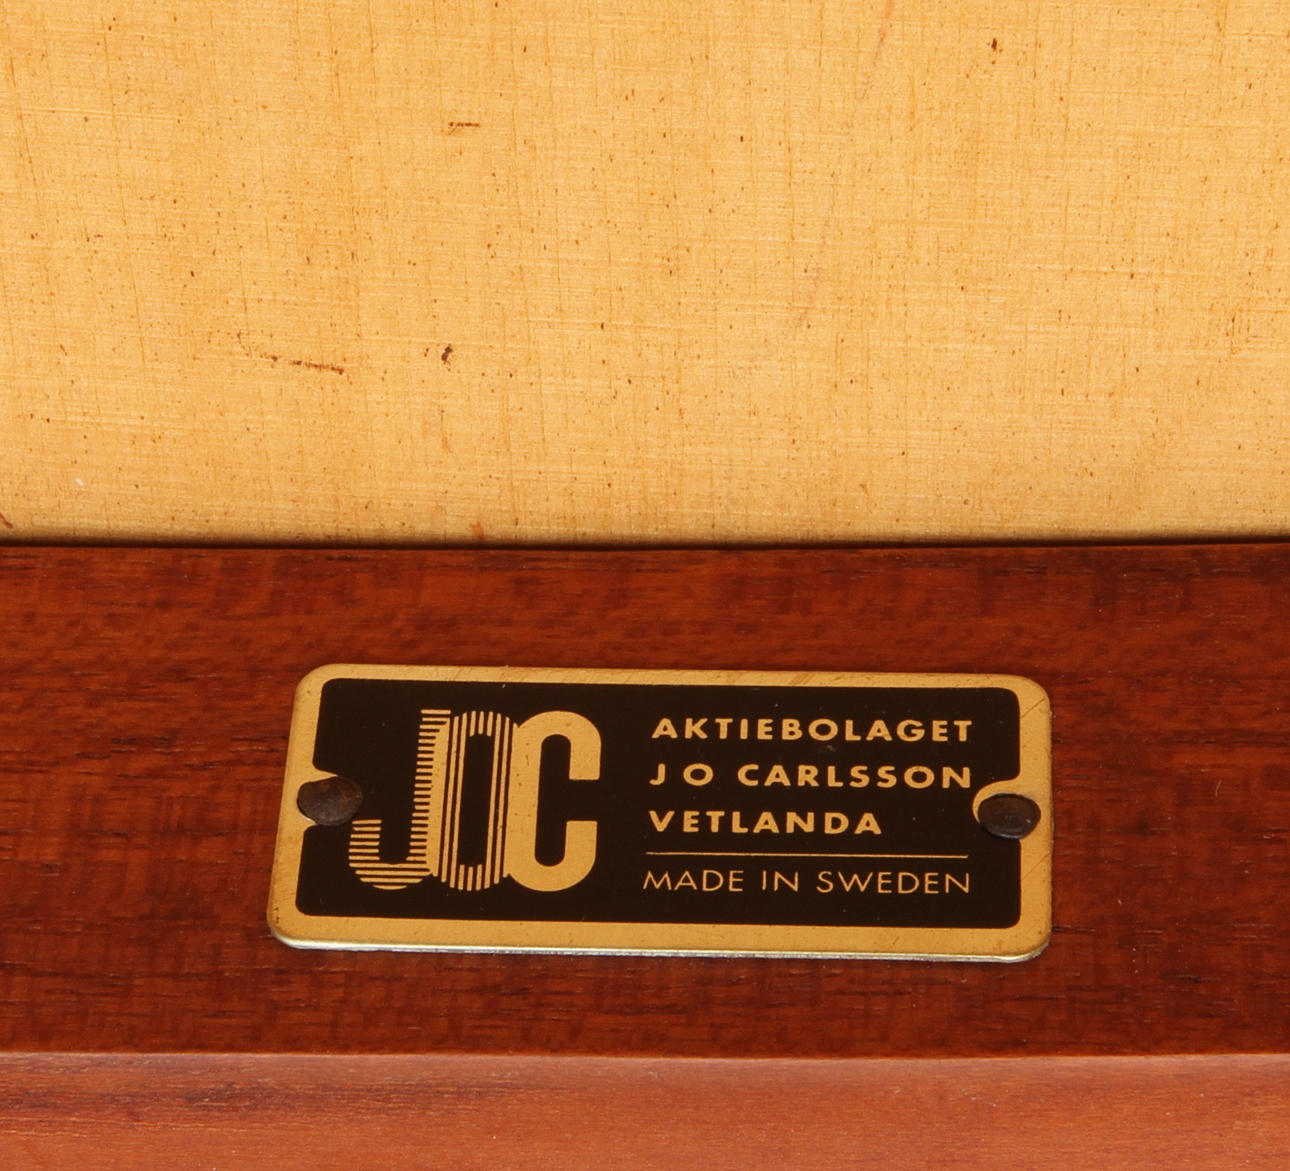 JOC
AKTIEBOLAGET
J O CARLSSON
VETLANDA
MADE IN SWEDEN